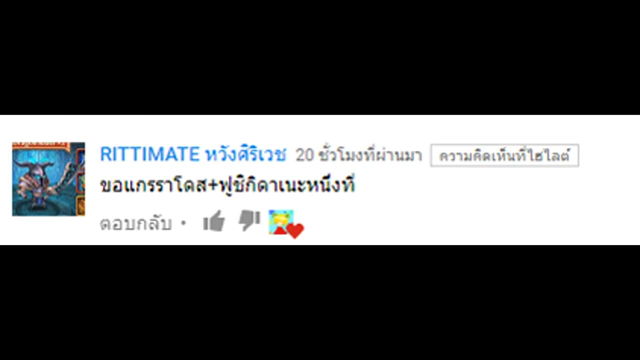 RITTIMATE หวังศิริเวช 20 ชั่วโมงที่ผ่านมา ความคิดเห็นที่ไฮไลต์
ขอแกรราโดส+ฟูชิกิดาเนะหนึ่งที่
ตอบกลับ •